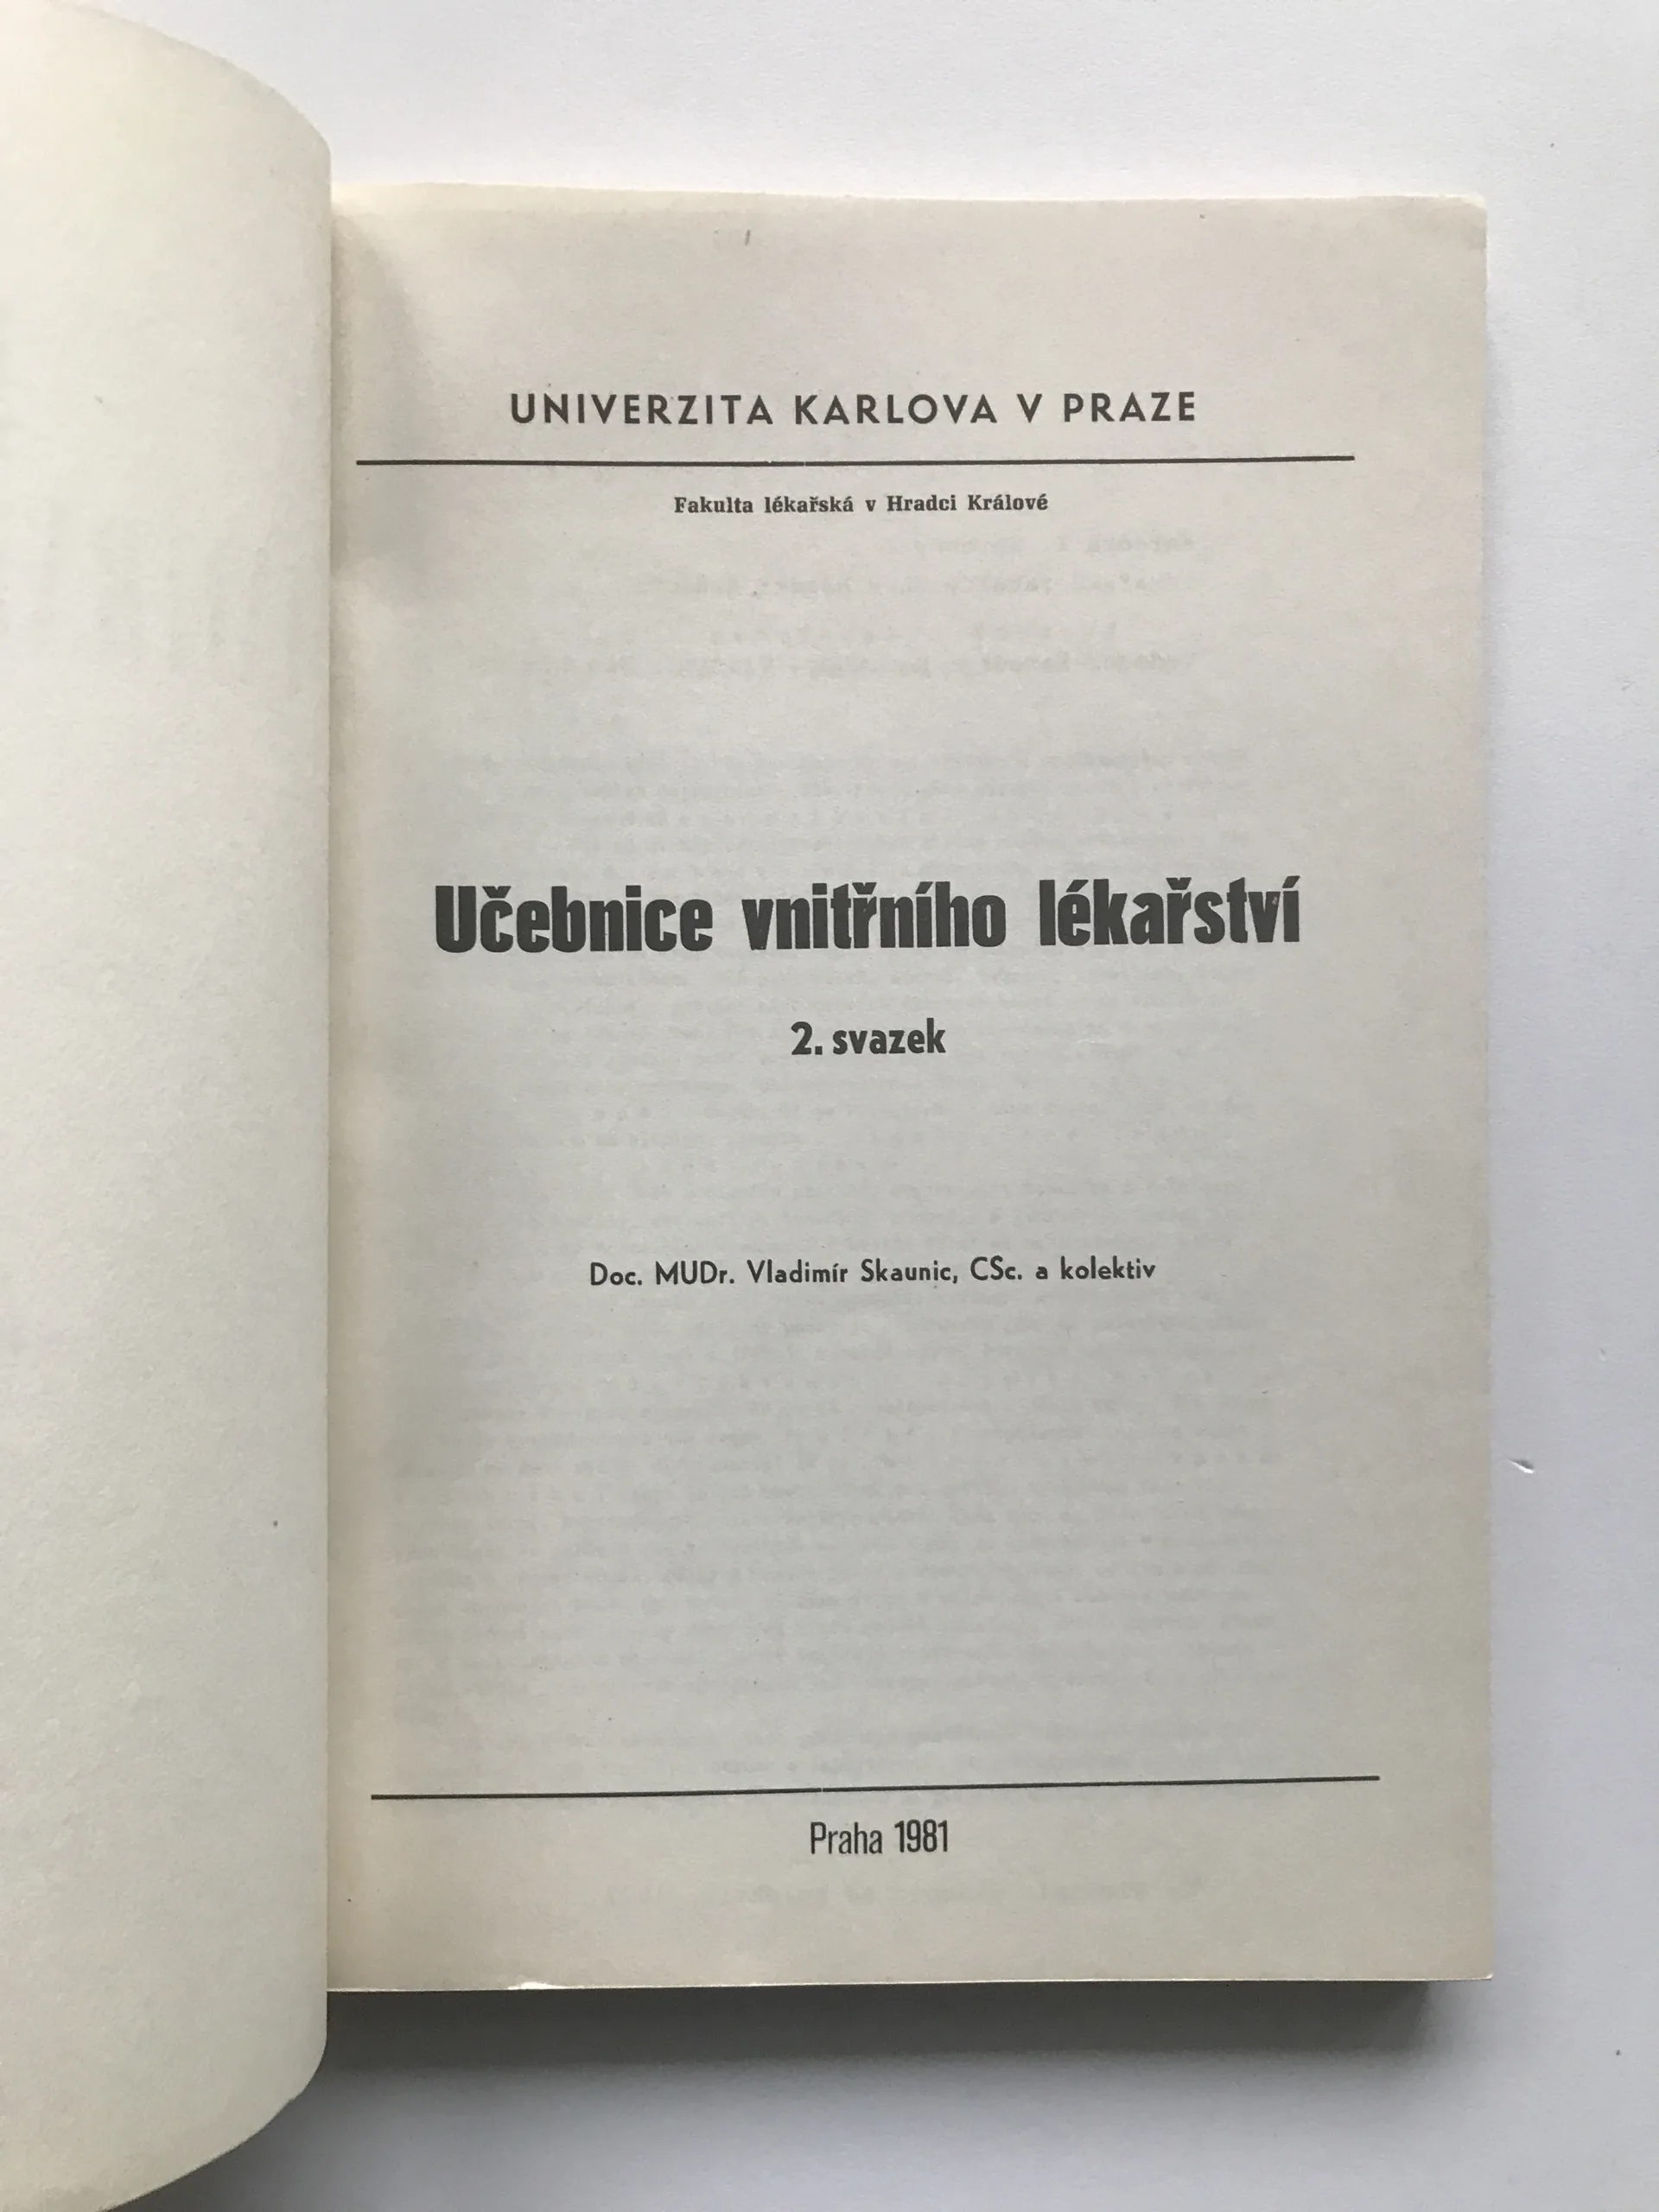 UNIVERZITA KARLOVA V PRAZE
Fakulta lékařská v Hradci Králové
Učebnice vnitřního lékařství
2. svazek
Doc. MUDr. Vladimír Skaunic, CSc. a kolektiv
Praha 1981